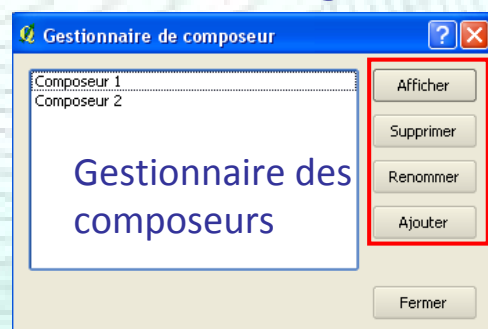 Gestionnaire de composeur
Composeur 1
Composeur 2
Gestionnaire des
composeurs
Afficher
Supprimer
Renommer
Ajouter
Fermer